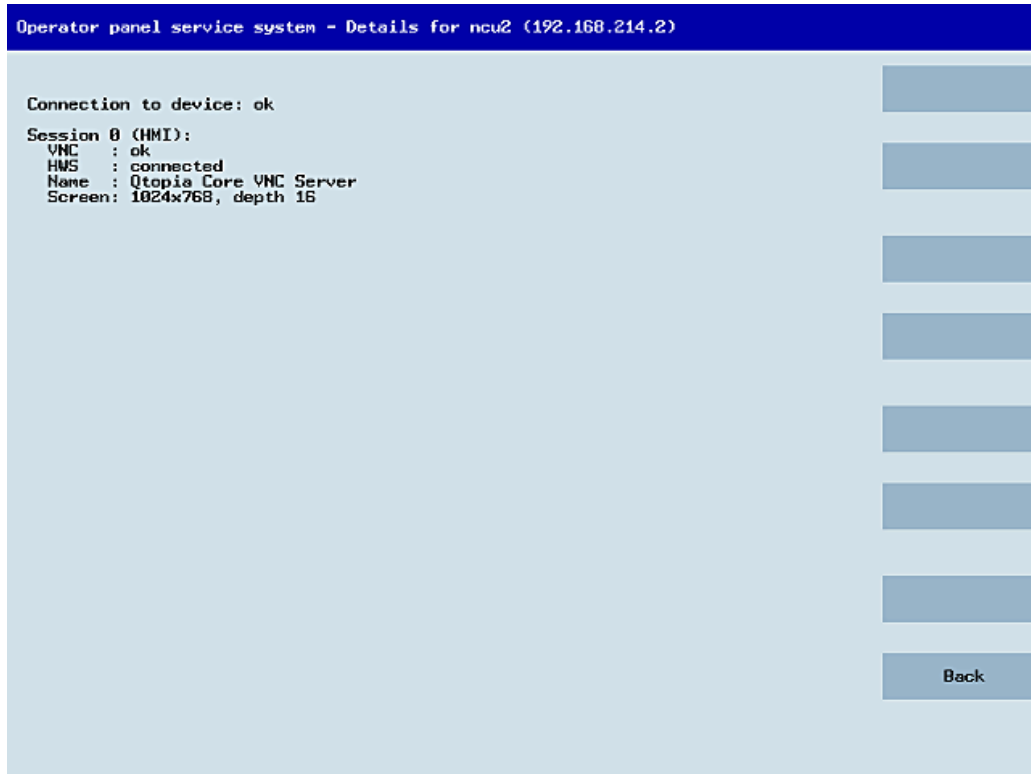 Operator panel service system - Details for ncu2 (192.168.214.2)
Connection to device: ok
Session 0 (HMI):
VNC : ok
HWS : connected
Name : Qtopia Core VNC Server
Screen: 1024x768, depth 16
Back